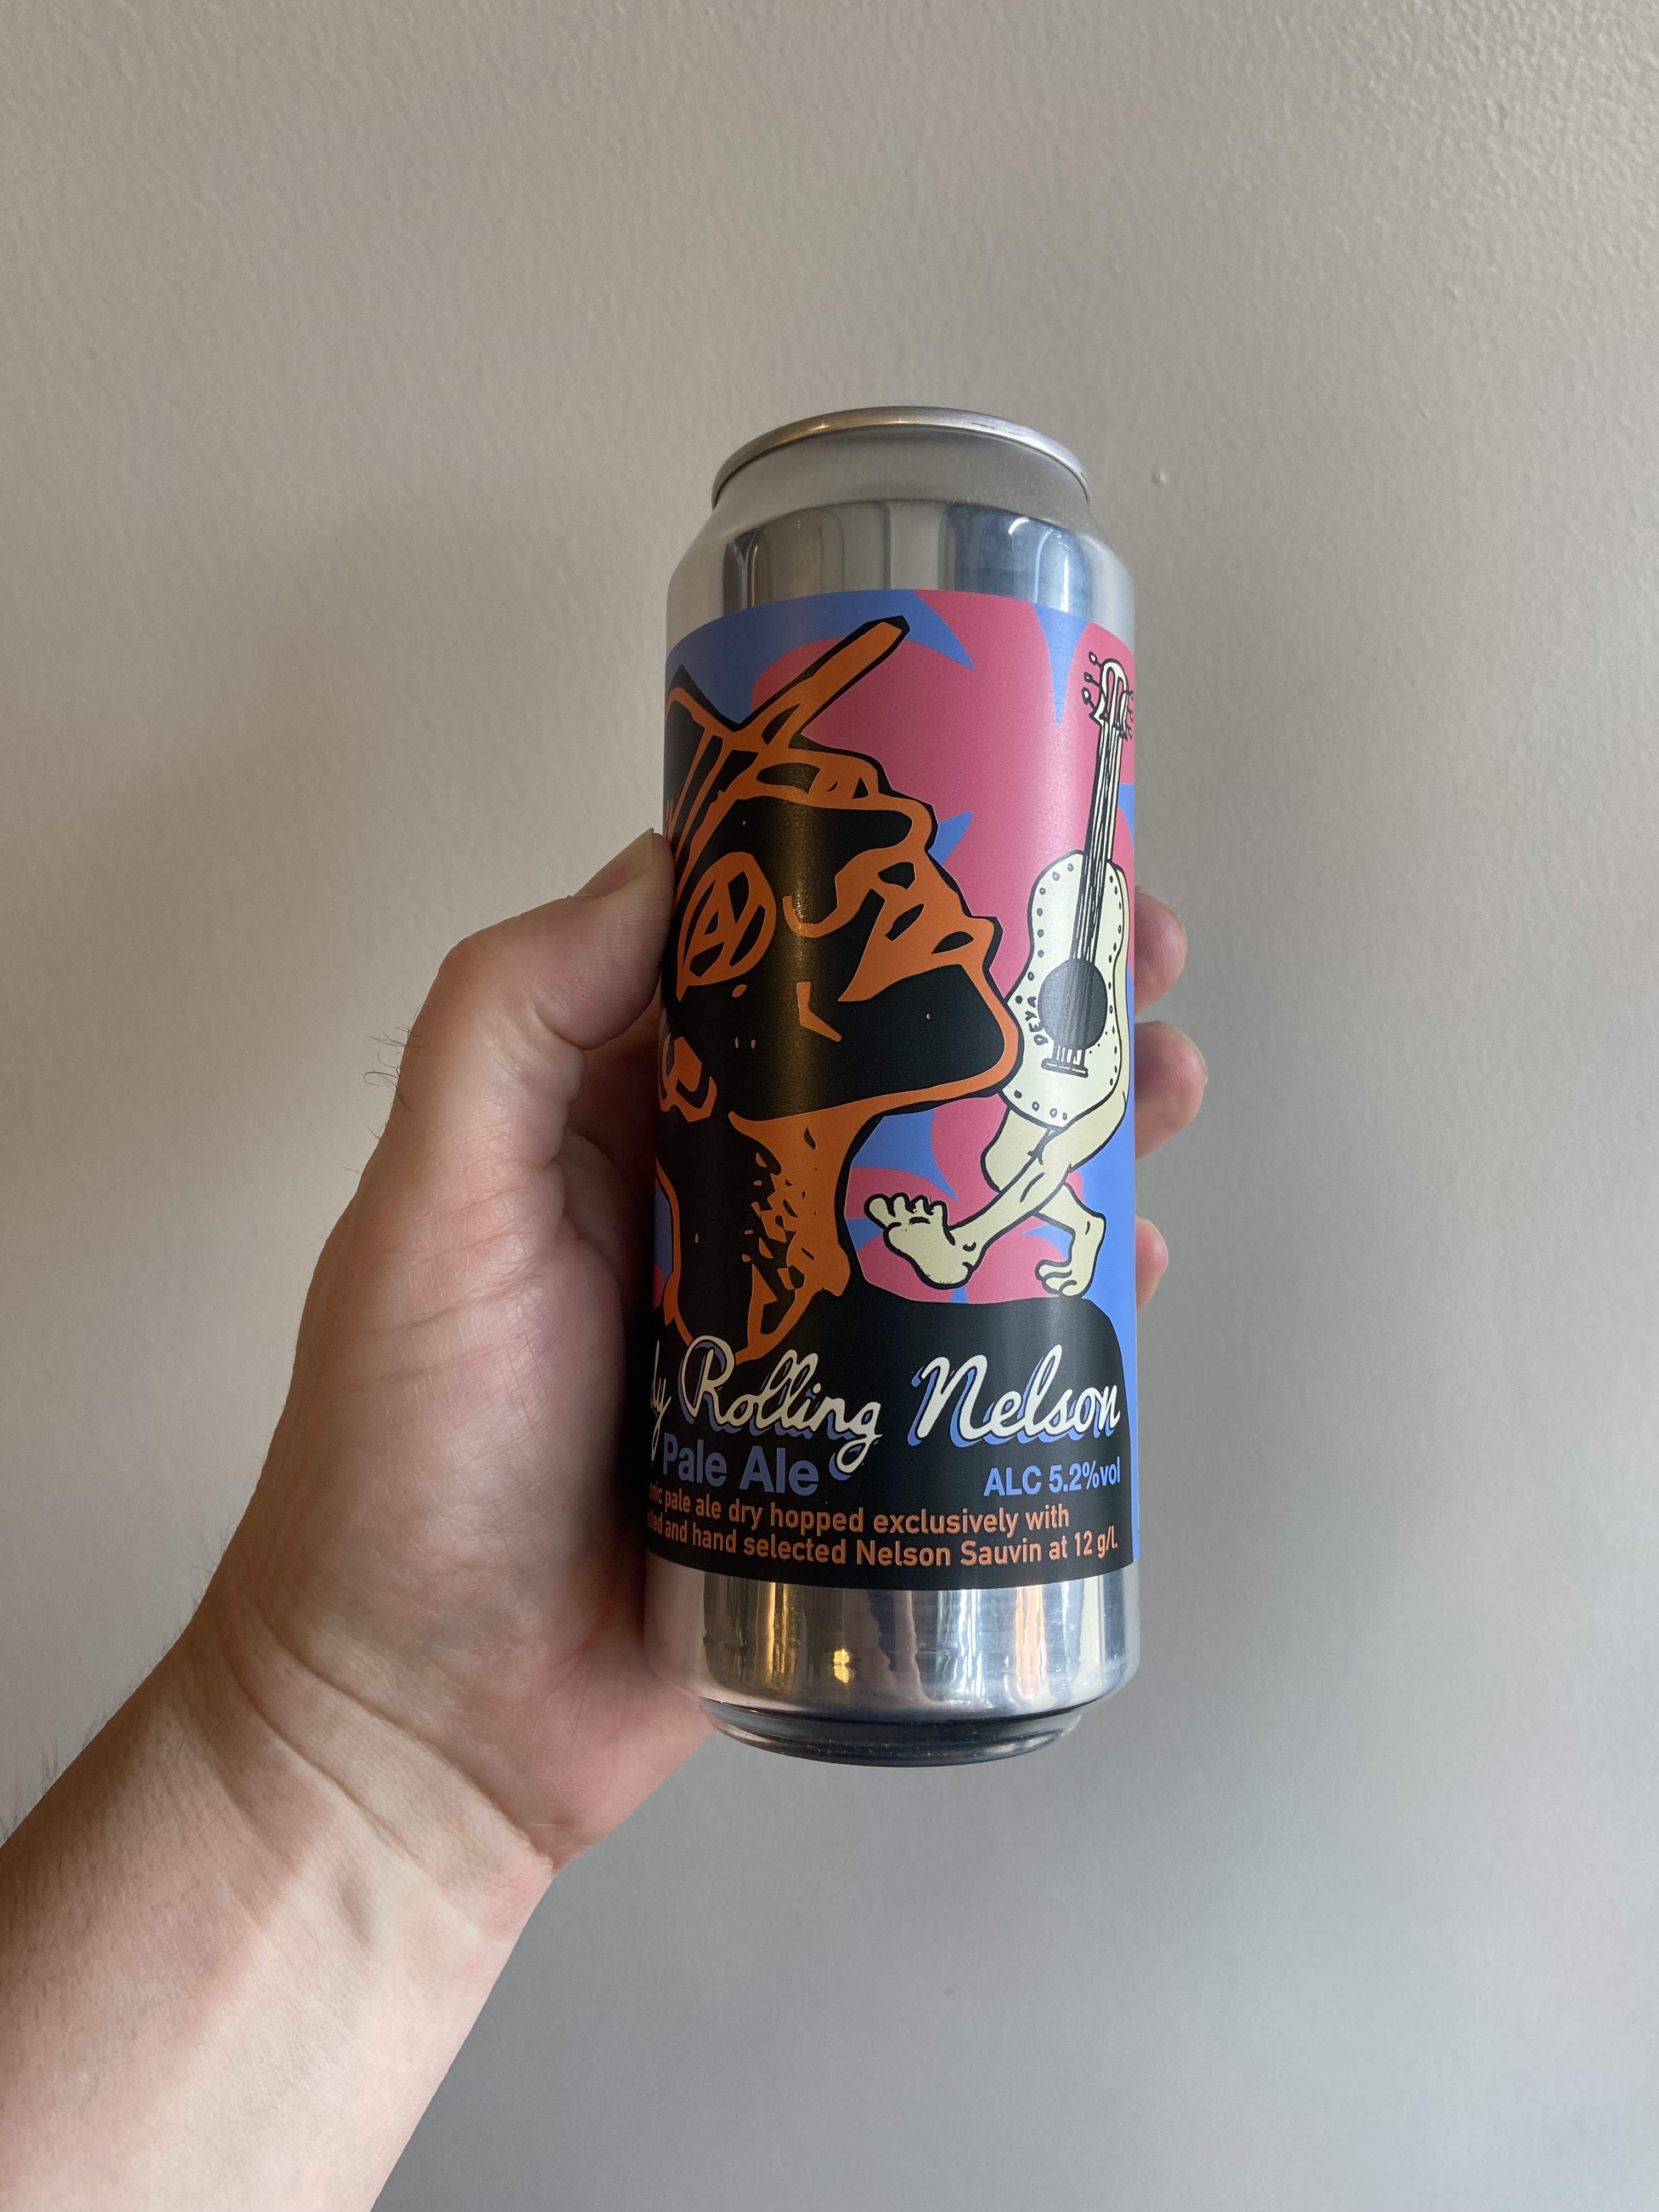 DEYA
Rolling Nelson
Pale Ale
ALC 5.2%vol
pale ale dry hopped exclusively with
and hand selected Nelson Sauvin at 12 g/l.